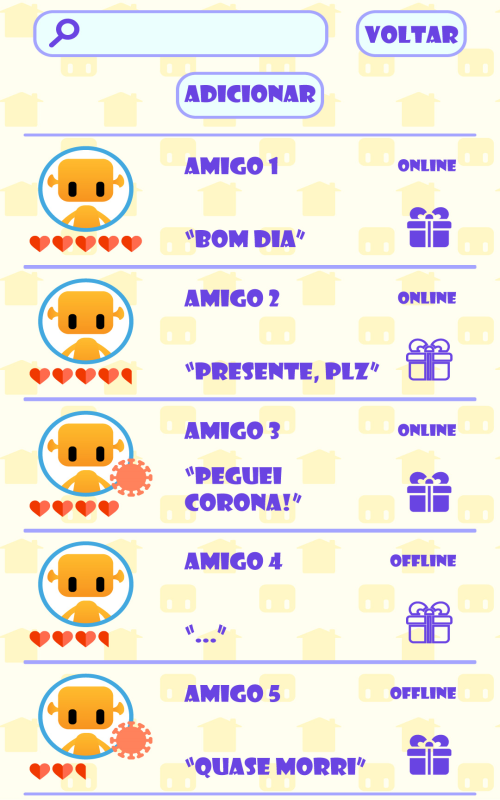 VOLTAR
ADICIONAR
AMIGO 1
ONLINE
"BOM DIA"
AMIGO 2
ONLINE
"PRESENTE, PLZ"
AMIGO 3
ONLINE
"PEGUEI
CORONA!"
AMIGO 4
OFFLINE
"..."
AMIGO 5
OFFLINE
"QUASE MORRI"